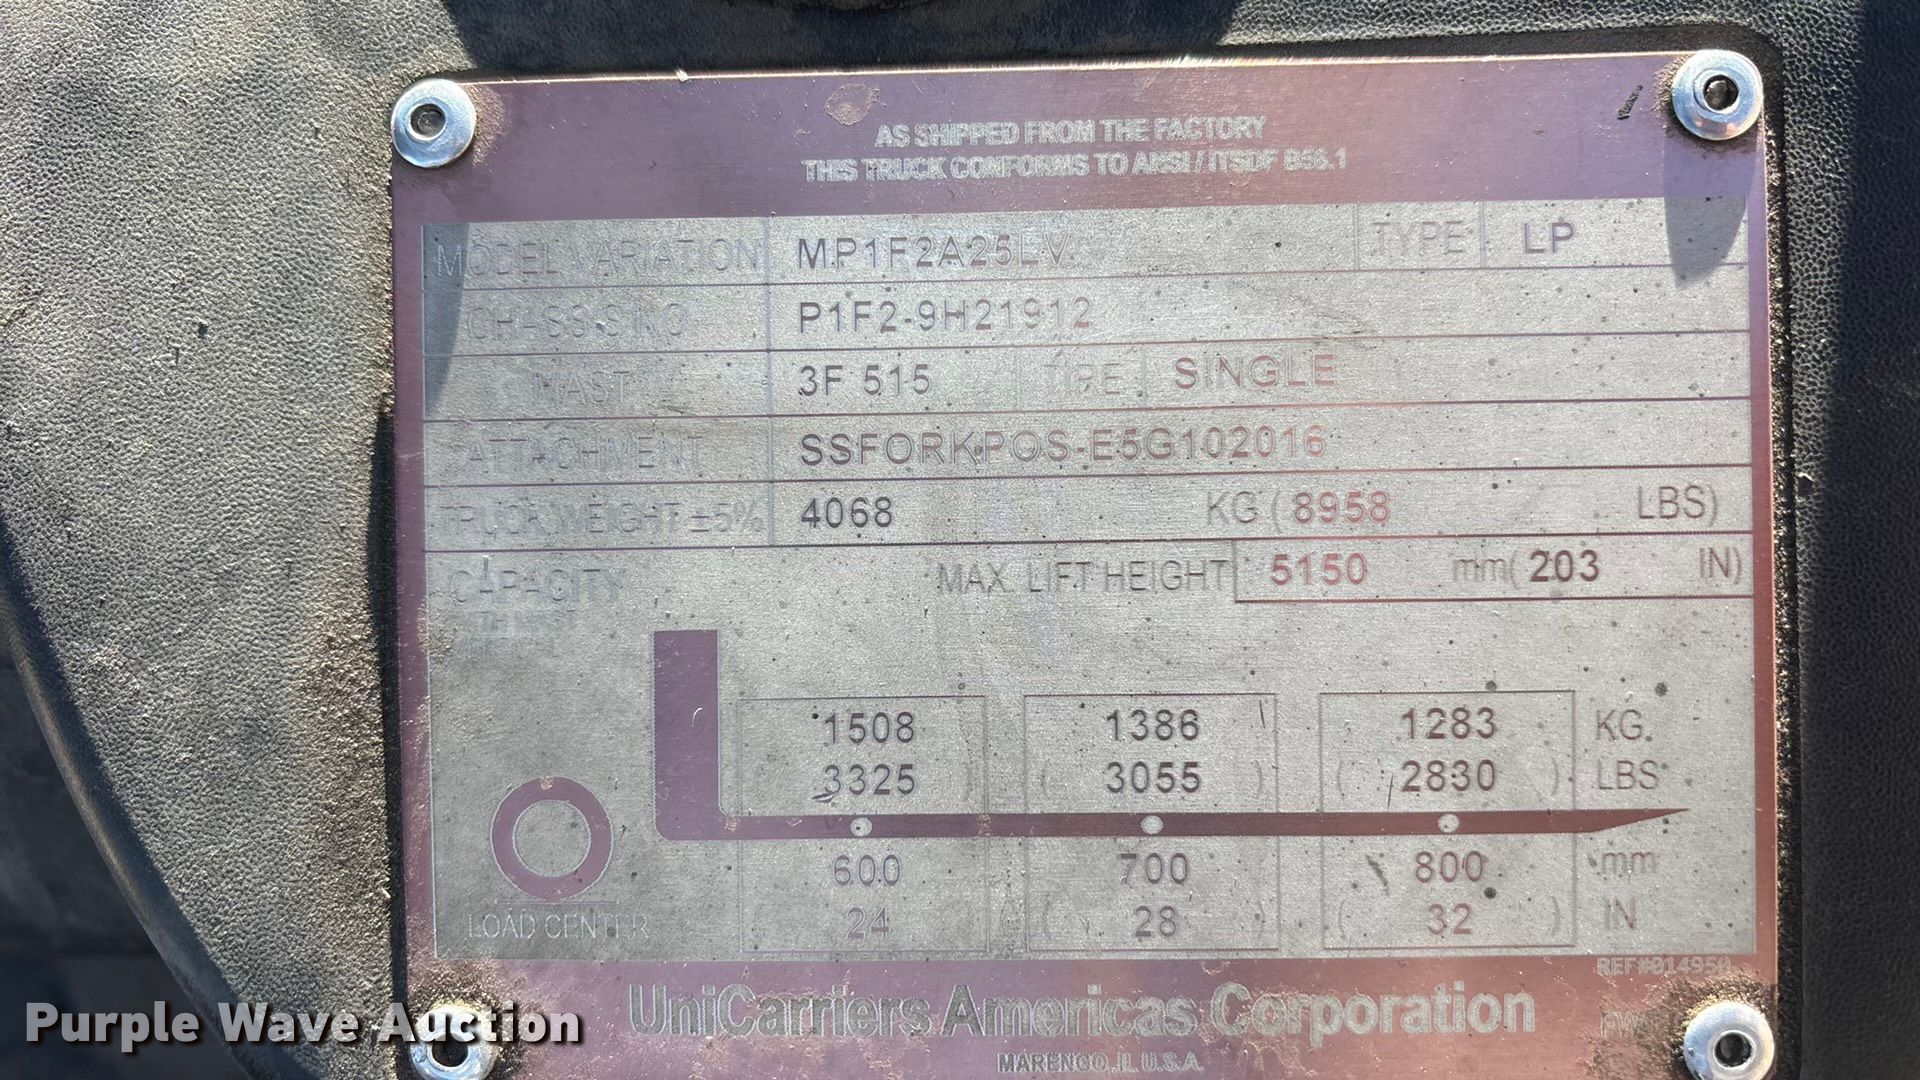 AS SHIPPED FROM THE FACTORY
THIS TRUCK CONFORMS TO ANSI / ITSDF B56.1
MODEL VARIATION MP1F2A25LV TYPE LP
CHASSIS NO P1F2-9H21912
MAST 3F 515 TIRE SINGLE
ATTACHMENT SSFORKPOS-E5G102016
TRUCK WEIGHT ±5% 4068 KG ( 8958 LBS)
CAPACITY MAX. LIFT HEIGHT 5150 mm( 203 IN)
1508 1386 1283 KG.
( 3325 ) ( 3055 ) ( 2830 ) LBS
600 700 800 mm
LOAD CENTER ( 24 ) ( 28 ) ( 32 ) IN
REF#014950
UniCarriers Americas Corporation
MARENGO, IL U.S.A.
Purple Wave Auction